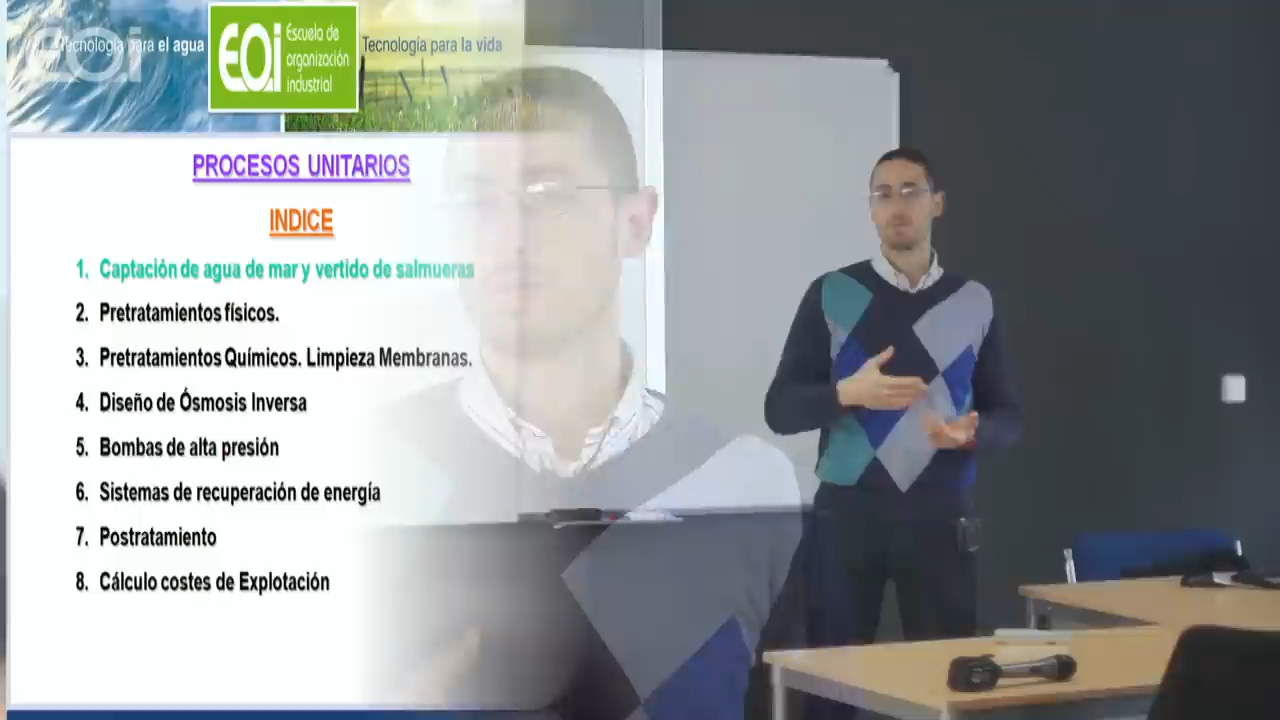 Tecnología para el agua
EOi
EOi
Escuela de
organización
industrial
Tecnología para la vida
PROCESOS UNITARIOS
INDICE
1. Captación de agua de mar y vertido de salmueras
2. Pretratamientos físicos.
3. Pretratamientos Químicos. Limpieza Membranas.
4. Diseño de Ósmosis Inversa
5. Bombas de alta presión
6. Sistemas de recuperación de energía
7. Postratamiento
8. Cálculo costes de Explotación